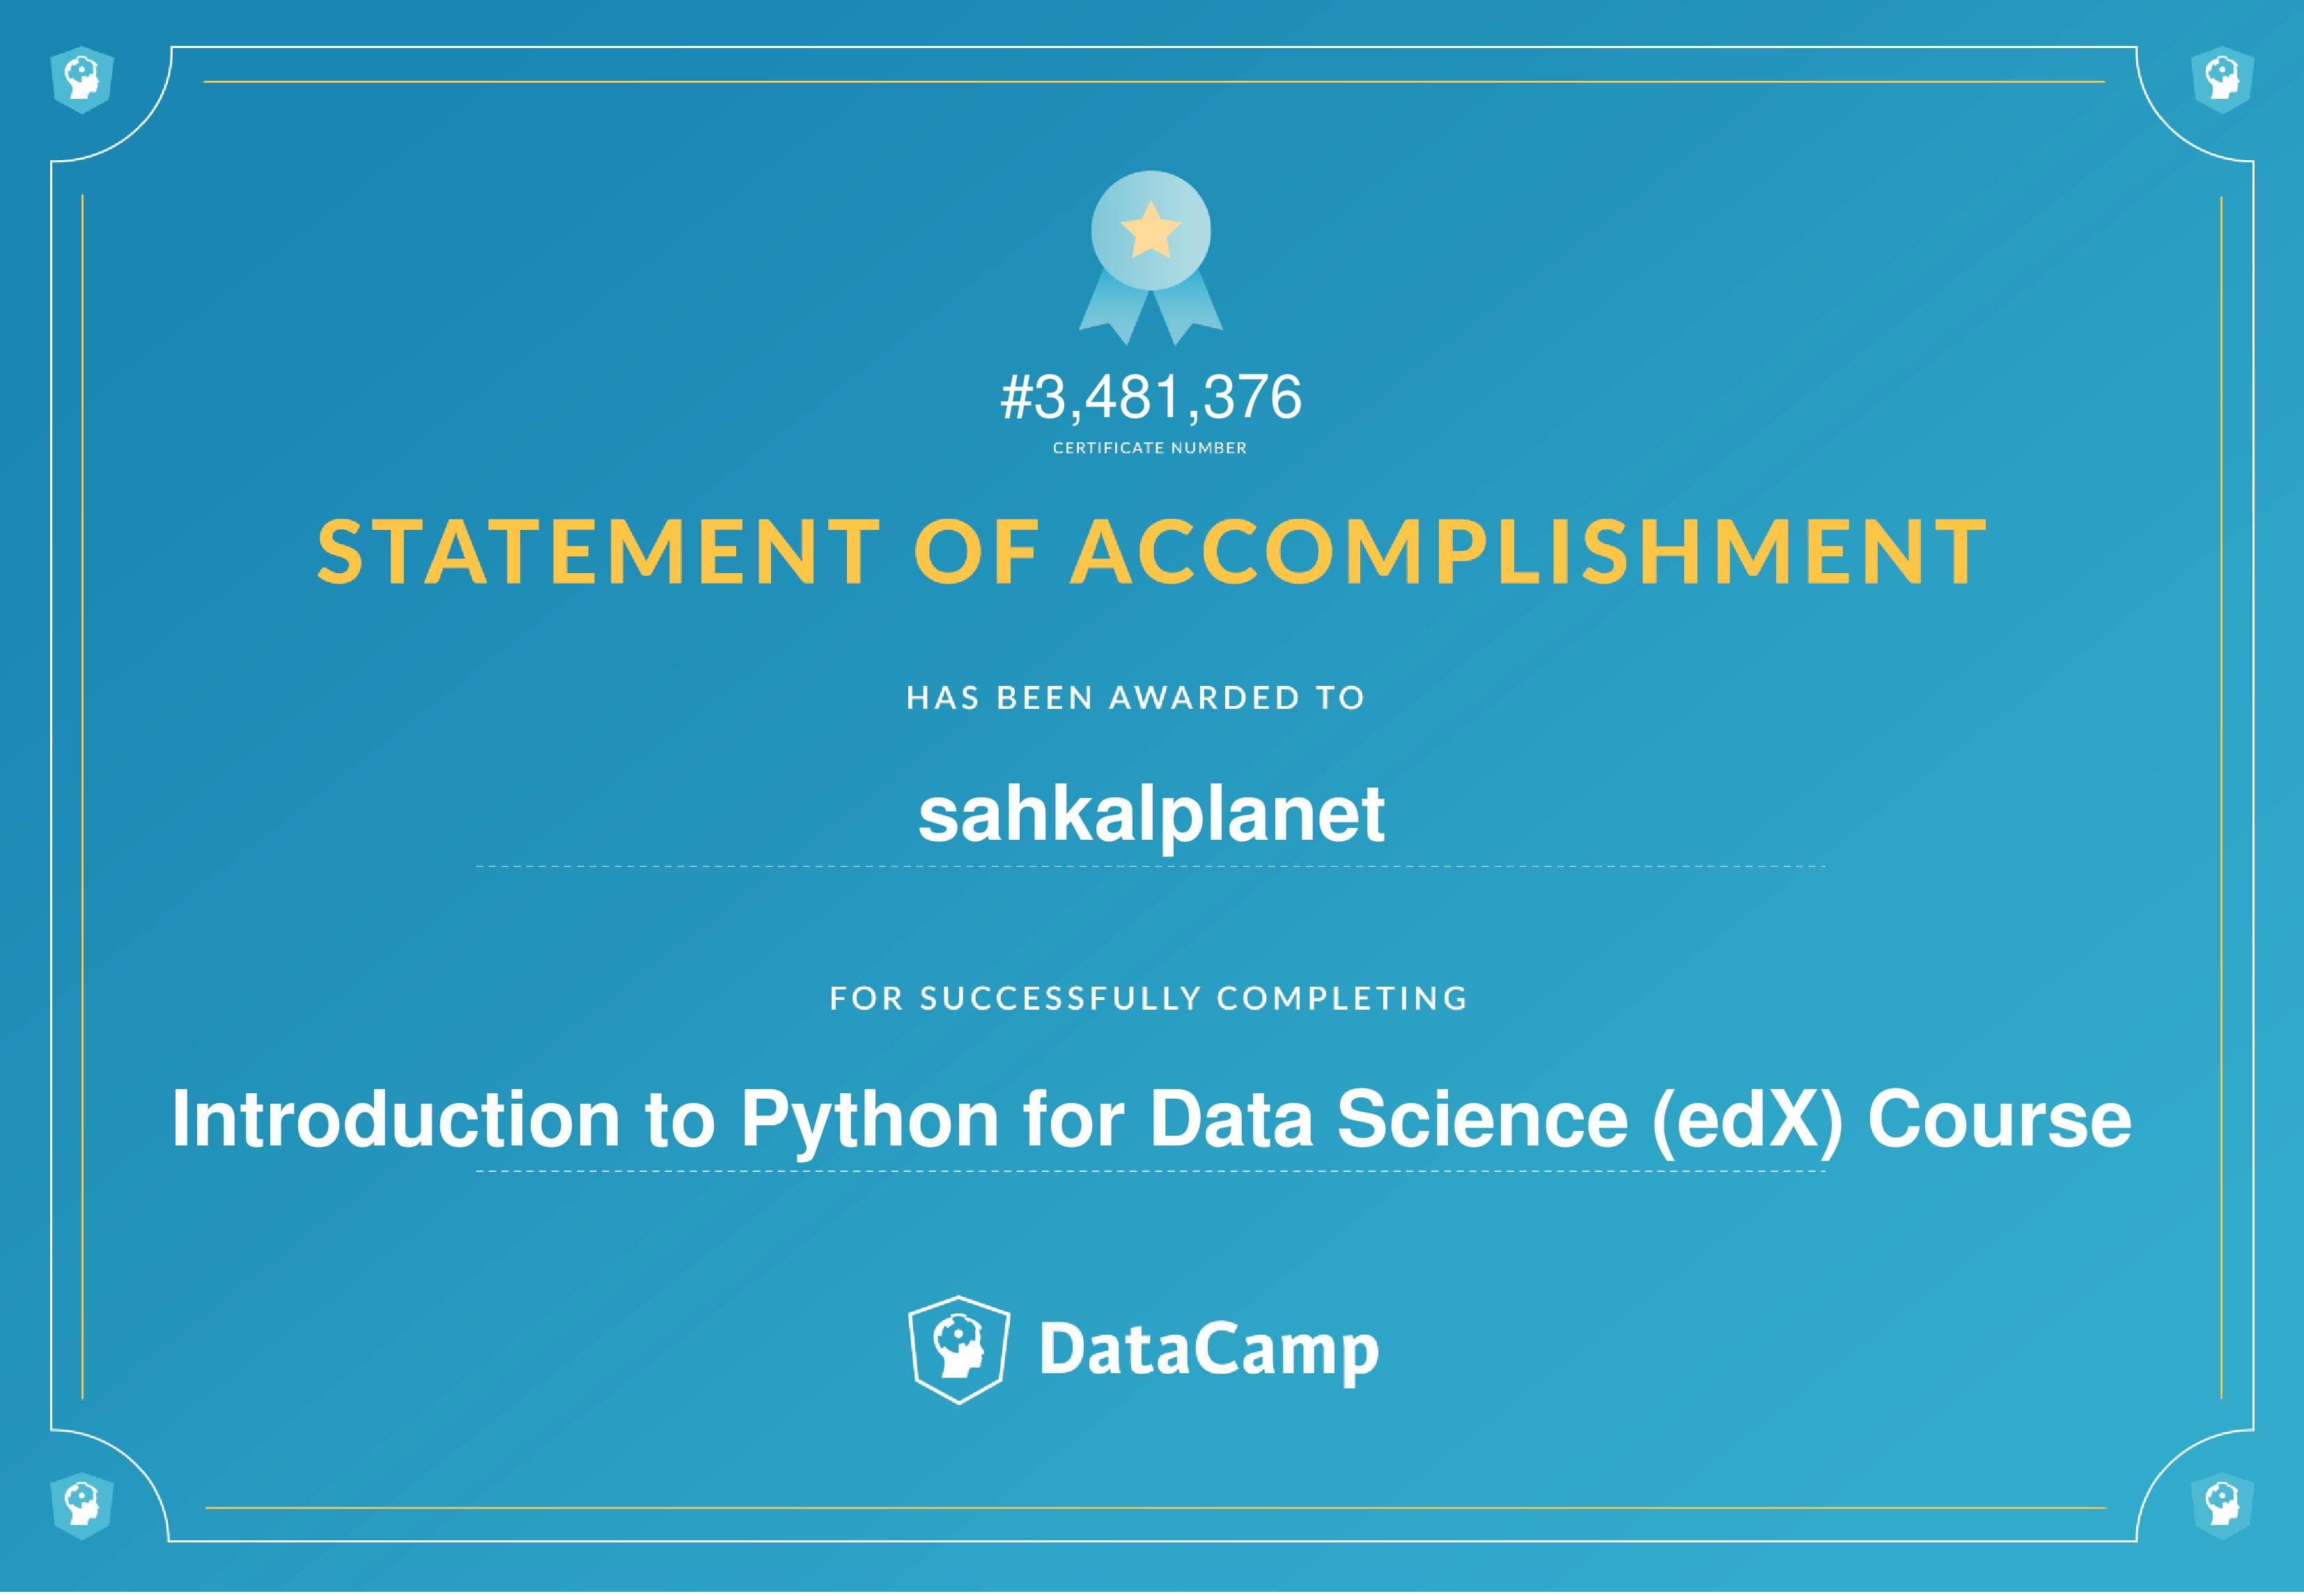 #3,481,376
CERTIFICATE NUMBER
STATEMENT OF ACCOMPLISHMENT
HAS BEEN AWARDED TO
sahkalplanet
FOR SUCCESSFULLY COMPLETING
Introduction to Python for Data Science (edX) Course
DataCamp